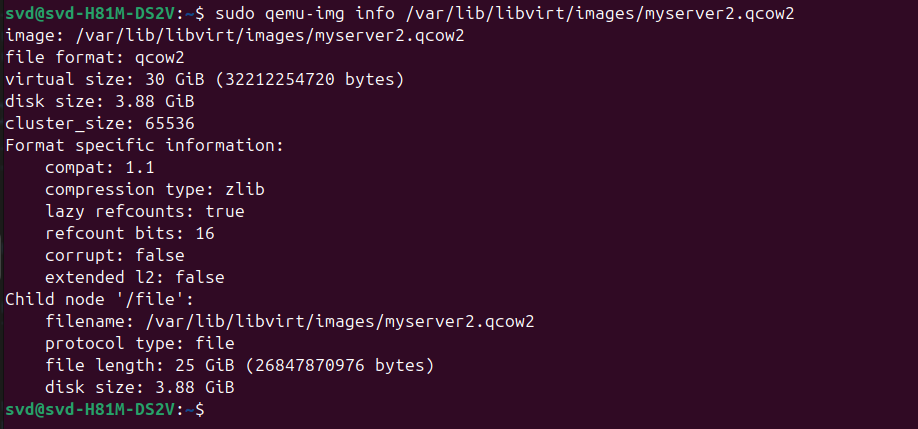 svd@svd-H81M-DS2V:~$ sudo qemu-img info /var/lib/libvirt/images/myserver2.qcow2
image: /var/lib/libvirt/images/myserver2.qcow2
file format: qcow2
virtual size: 30 GiB (32212254720 bytes)
disk size: 3.88 GiB
cluster_size: 65536
Format specific information:
    compat: 1.1
    compression type: zlib
    lazy refcounts: true
    refcount bits: 16
    corrupt: false
    extended l2: false
Child node '/file':
    filename: /var/lib/libvirt/images/myserver2.qcow2
    protocol type: file
    file length: 25 GiB (26847870976 bytes)
    disk size: 3.88 GiB
svd@svd-H81M-DS2V:~$